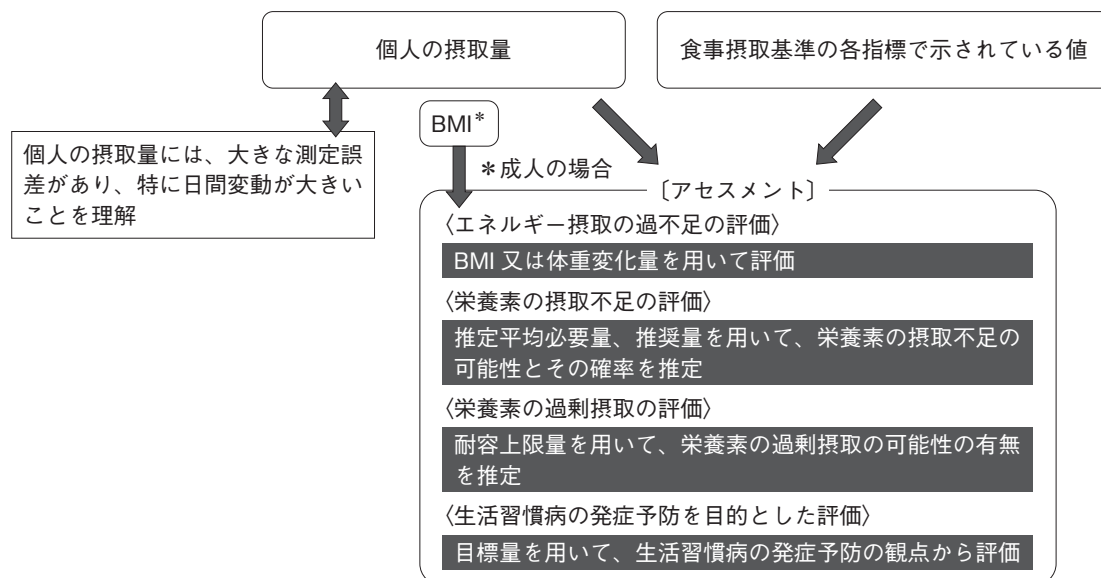 個人の摂取量
食事摂取基準の各指標で示されている値
BMI*
個人の摂取量には、大きな測定誤
差があり、特に日間変動が大きい
ことを理解
*成人の場合
〔アセスメント〕
〈エネルギー摂取の過不足の評価〉
BMI 又は体重変化量を用いて評価
〈栄養素の摂取不足の評価〉
推定平均必要量、推奨量を用いて、栄養素の摂取不足の
可能性とその確率を推定
〈栄養素の過剰摂取の評価〉
耐容上限量を用いて、栄養素の過剰摂取の可能性の有無
を推定
〈生活習慣病の発症予防を目的とした評価〉
目標量を用いて、生活習慣病の発症予防の観点から評価